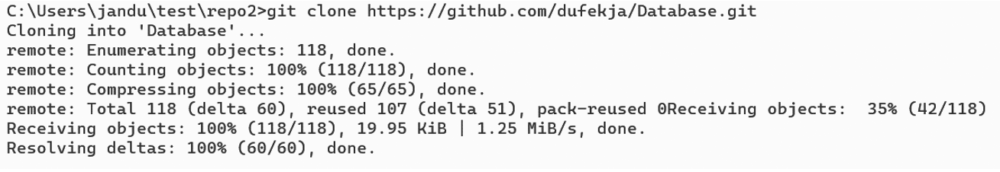 C:\Users\jandu\test\repo2>git clone https://github.com/dufekja/Database.git
Cloning into 'Database'...
remote: Enumerating objects: 118, done.
remote: Counting objects: 100% (118/118), done.
remote: Compressing objects: 100% (65/65), done.
remote: Total 118 (delta 60), reused 107 (delta 51), pack-reused 0Receiving objects:  35% (42/118)
Receiving objects: 100% (118/118), 19.95 KiB | 1.25 MiB/s, done.
Resolving deltas: 100% (60/60), done.